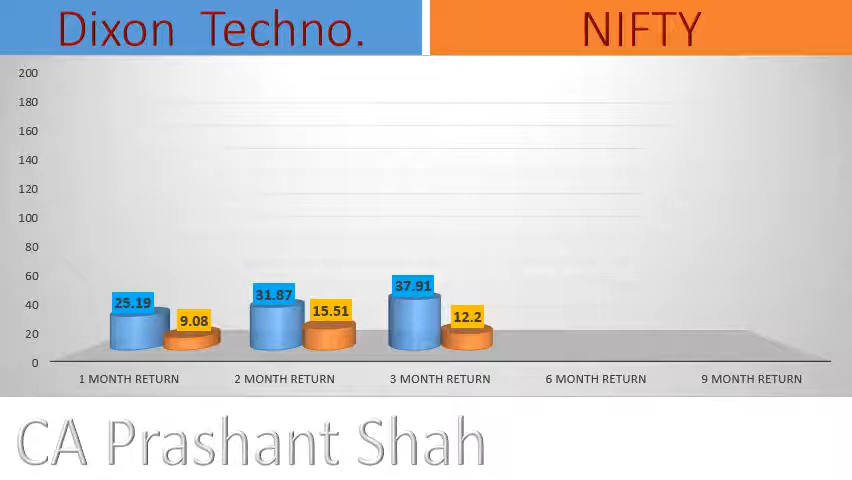 Dixon Techno.
NIFTY
200
180
160
140
120
100
80
60
40
20
0
25.19
9.08
31.87
15.51
37.91
12.2
1 MONTH RETURN
2 MONTH RETURN
3 MONTH RETURN
6 MONTH RETURN
9 MONTH RETURN
CA Prashant Shah